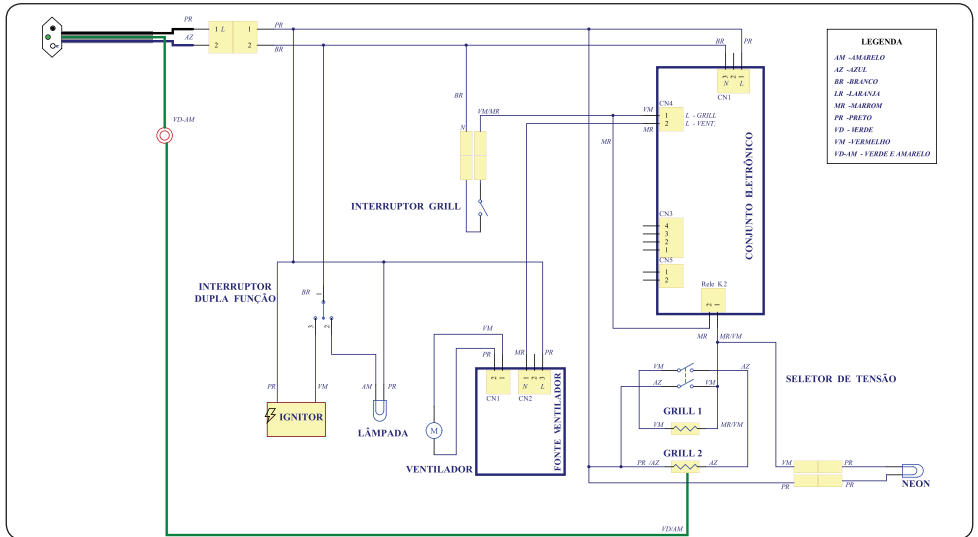 PR
1 L
1
PR
AZ
2
2
BR
BR
PR
3
2
1
N
L
CN1
LEGENDA
AM -AMARELO
AZ -AZUL
BR -BRANCO
LR -LARANJA
MR -MARROM
PR -PRETO
VD - VERDE
VM -VERMELHO
VD-AM - VERDE E AMARELO
BR
VM/MR
VM
CN4
1
L - GRILL
2
L - VENT.
MR
VD-AM
N
MR
CONJUNTO ELETRÔNICO
INTERRUPTOR GRILL
CN3
4
3
2
1
CN5
1
2
INTERRUPTOR
DUPLA FUNÇÃO
BR
1
3
2
Rele K2
2
1
MR
MR/VM
VM
PR
MR
PR
2
1
1
2
3
N
L
CN1
CN2
FONTE VENTILADOR
VM
AZ
AZ
VM
SELETOR DE TENSÃO
PR
VM
AM
PR
IGNITOR
LÂMPADA
M
VENTILADOR
GRILL 1
VM
MR/VM
GRILL 2
PR /AZ
AZ
VM
PR
PR
PR
NEON
VD/AM